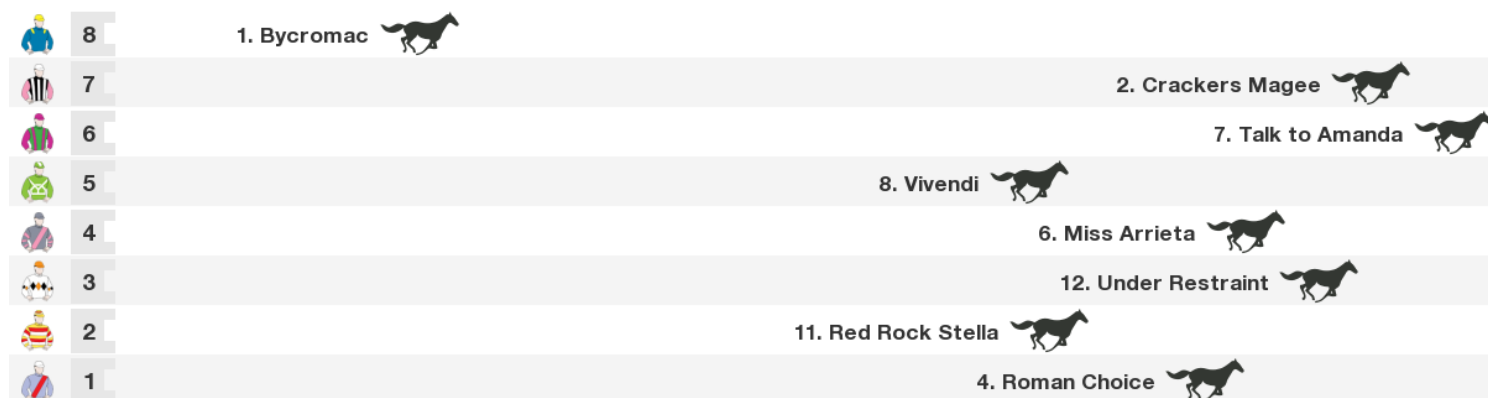 8 1. Bycromac
7 2. Crackers Magee
6 7. Talk to Amanda
5 8. Vivendi
4 6. Miss Arrieta
3 12. Under Restraint
2 11. Red Rock Stella
1 4. Roman Choice